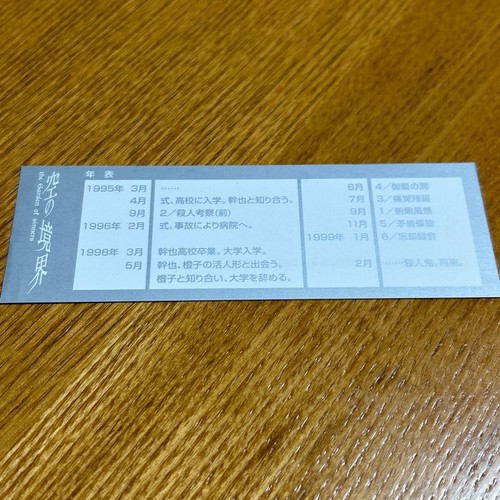 空の境界
the Garden of sinners
年表
1995年 3月 ……
4月 式、高校に入学。幹也と知り合う。
9月 2／殺人考察（前）
1996年 2月 式、事故により病院へ。
1998年 3月 幹也高校卒業。大学入学。
5月 幹也、橙子の活人形と出会う。
橙子と知り合い、大学を辞める。
6月 4／伽藍の洞
7月 3／痛覚残留
9月 1／俯瞰風景
11月 5／矛盾螺旋
1999年 1月 6／忘却録音
2月 ……殺人鬼、再来。